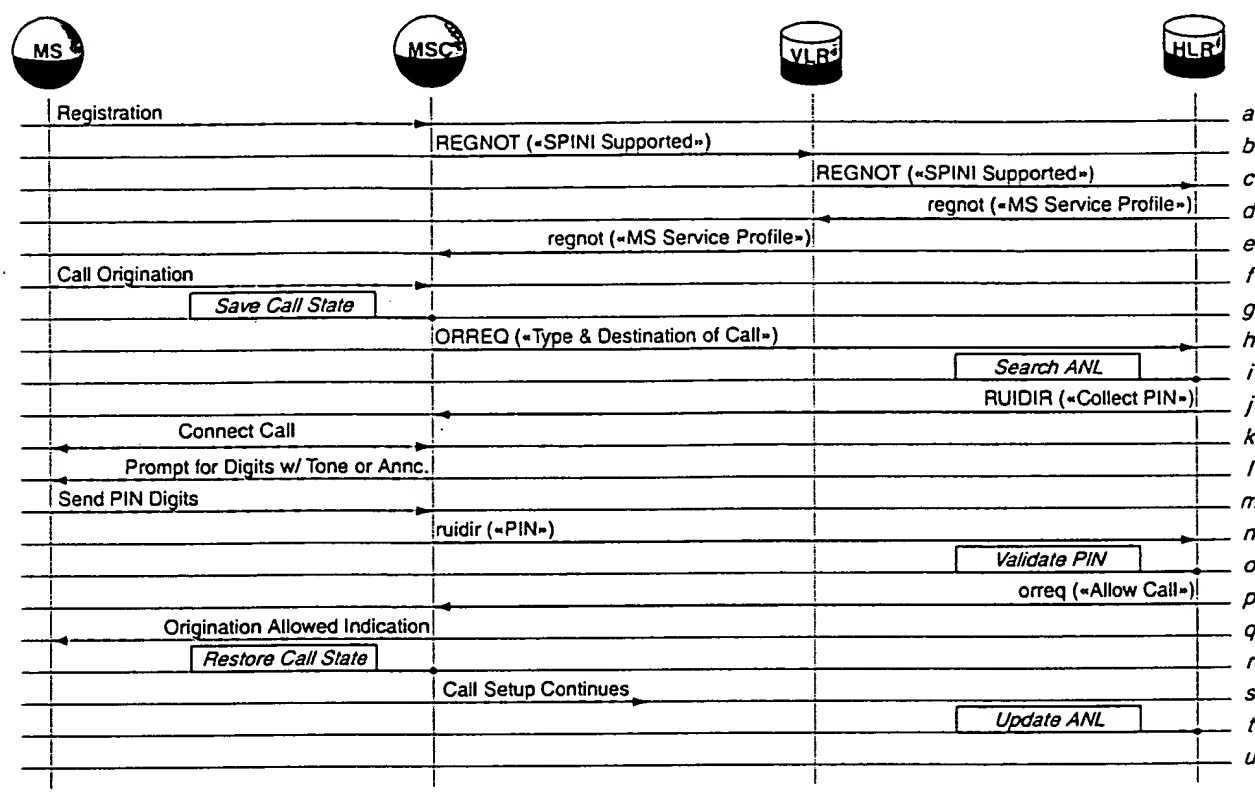 MS MSC VLR HLR
Registration a
REGNOT («SPINI Supported») b
REGNOT («SPINI Supported») c
regnot («MS Service Profile») d
regnot («MS Service Profile») e
Call Origination f
Save Call State g
ORREQ («Type & Destination of Call») h
Search ANL i
RUIDIR («Collect PIN») j
Connect Call k
Prompt for Digits w/ Tone or Annc. l
Send PIN Digits m
ruidir («PIN») n
Validate PIN o
orreq («Allow Call») p
Origination Allowed Indication q
Restore Call State r
Call Setup Continues s
Update ANL t
u